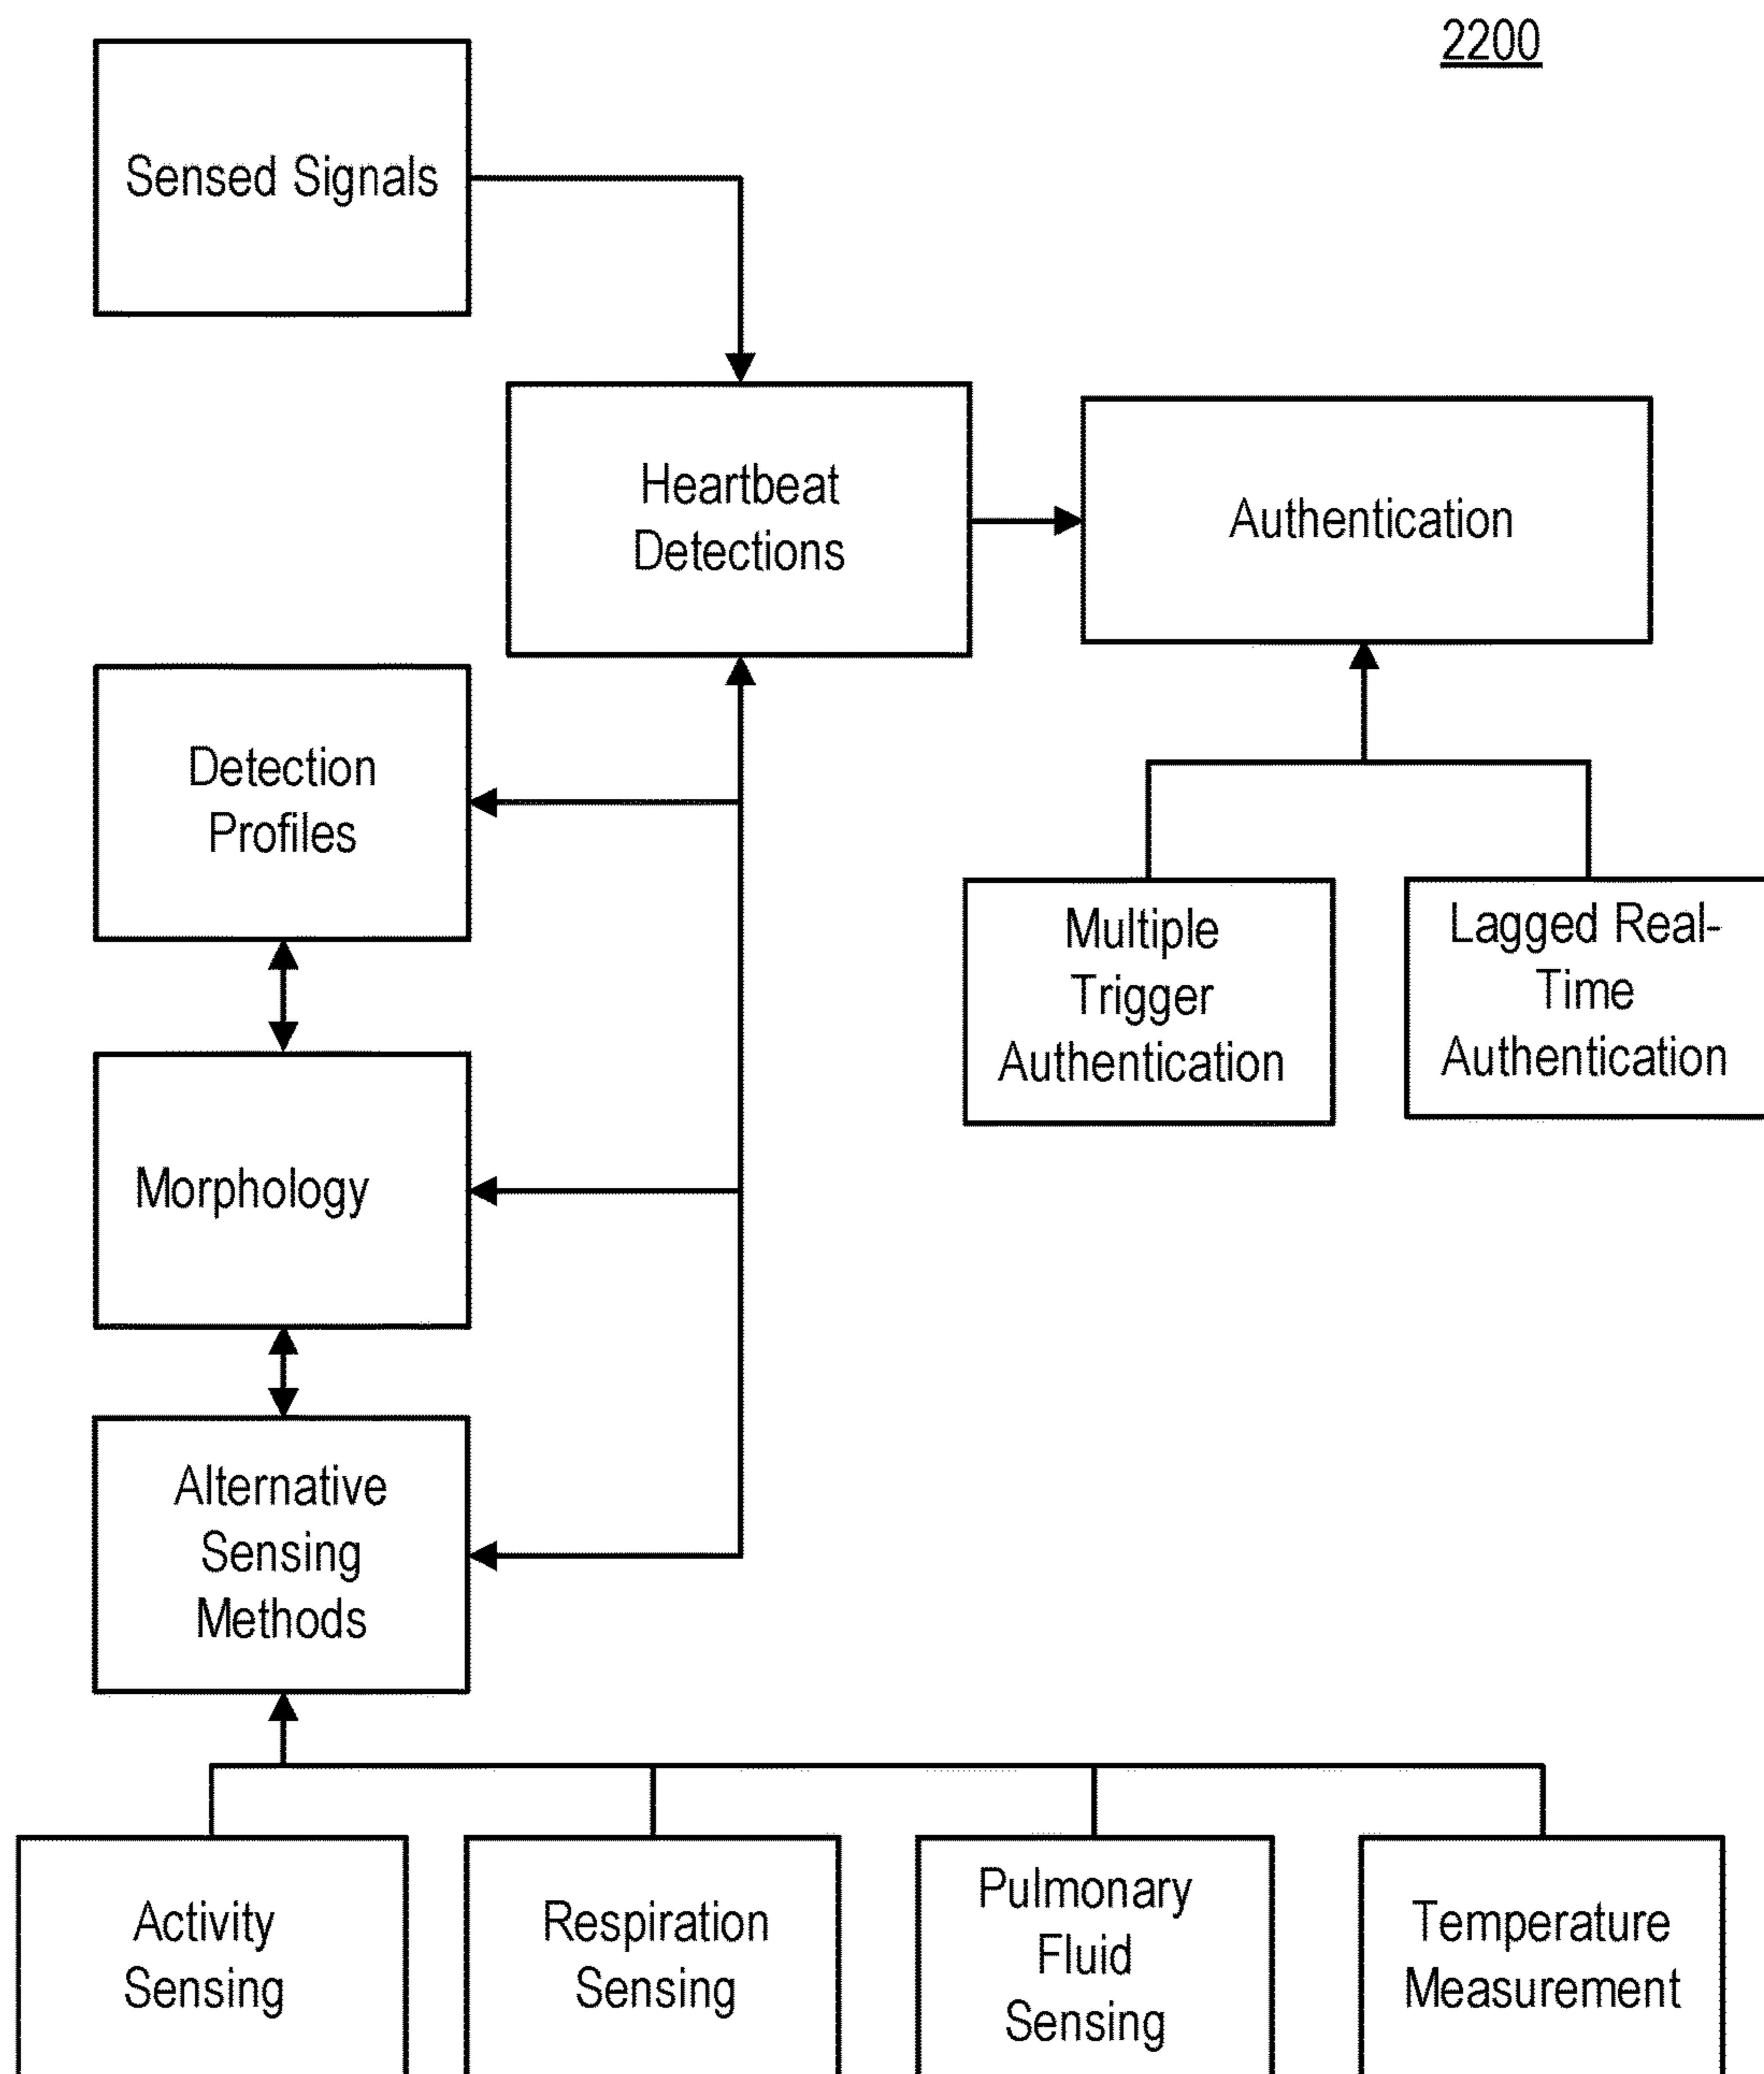 2200
Sensed Signals
Heartbeat
Detections
Authentication
Detection
Profiles
Multiple
Trigger
Authentication
Lagged Real-
Time
Authentication
Morphology
Alternative
Sensing
Methods
Activity
Sensing
Respiration
Sensing
Pulmonary
Fluid
Sensing
Temperature
Measurement